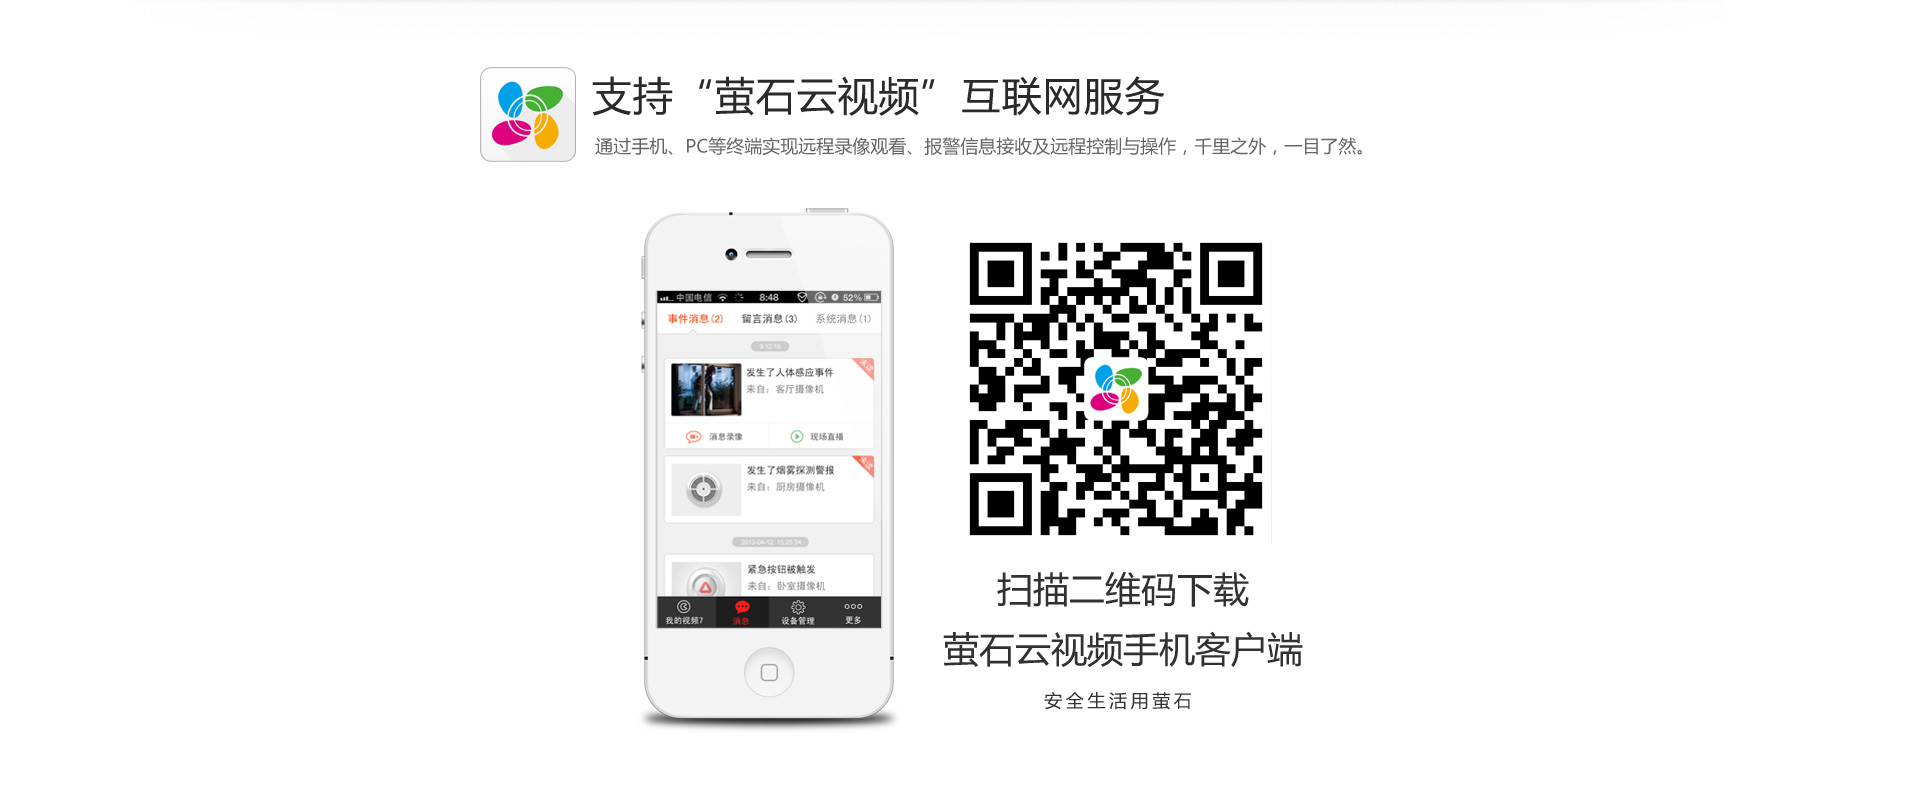 支持“萤石云视频”互联网服务
通过手机、PC等终端实现远程录像观看、报警信息接收及远程控制与操作，千里之外，一目了然。
中国电信 8:48 52%
事件消息(2) 留言消息(3) 系统消息(1)
发生了人体感应事件
来自：客厅摄像机
消息录像 现场直播
发生了烟雾探测警报
来自：厨房摄像机
紧急按钮被触发
来自：卧室摄像机
我的视频7 消息 设备管理 更多
扫描二维码下载
萤石云视频手机客户端
安全生活用萤石